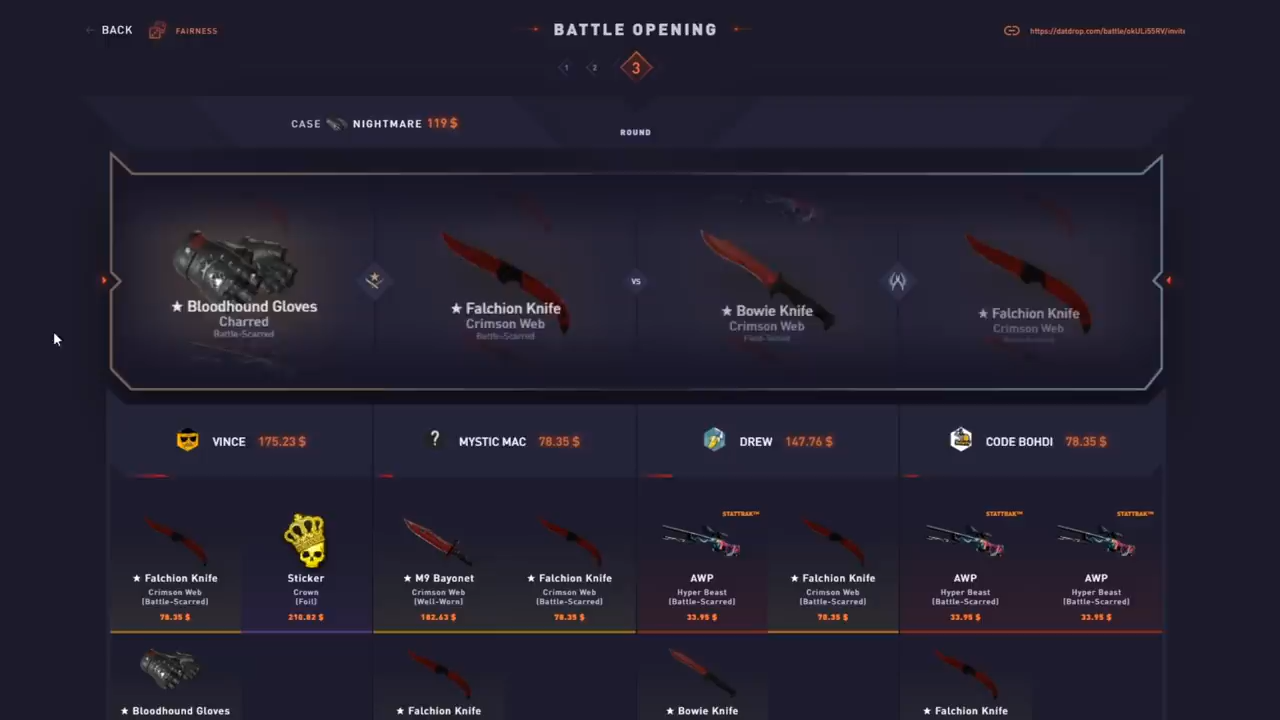 BACK
FAIRNESS
BATTLE OPENING
https://datdrop.com/battle/okULiS5RV/invite
1
2
3
CASE NIGHTMARE 119 $
ROUND
★ Bloodhound Gloves
Charred
Battle-Scarred
★ Falchion Knife
Crimson Web
Battle-Scarred
VS
★ Bowie Knife
Crimson Web
Field-Tested
★ Falchion Knife
Crimson Web
VINCE 175.23 $
? MYSTIC MAC 78.35 $
DREW 147.76 $
CODE BOHDI 78.35 $
★ Falchion Knife
Crimson Web
(Battle-Scarred)
78.35 $
Sticker
Crown
(Foil)
210.82 $
★ M9 Bayonet
Crimson Web
(Well-Worn)
182.63 $
★ Falchion Knife
Crimson Web
(Battle-Scarred)
78.35 $
STATTRAK™
AWP
Hyper Beast
(Battle-Scarred)
33.95 $
★ Falchion Knife
Crimson Web
(Battle-Scarred)
78.35 $
STATTRAK™
AWP
Hyper Beast
(Battle-Scarred)
33.95 $
STATTRAK™
AWP
Hyper Beast
(Battle-Scarred)
33.95 $
★ Bloodhound Gloves
★ Falchion Knife
★ Bowie Knife
★ Falchion Knife